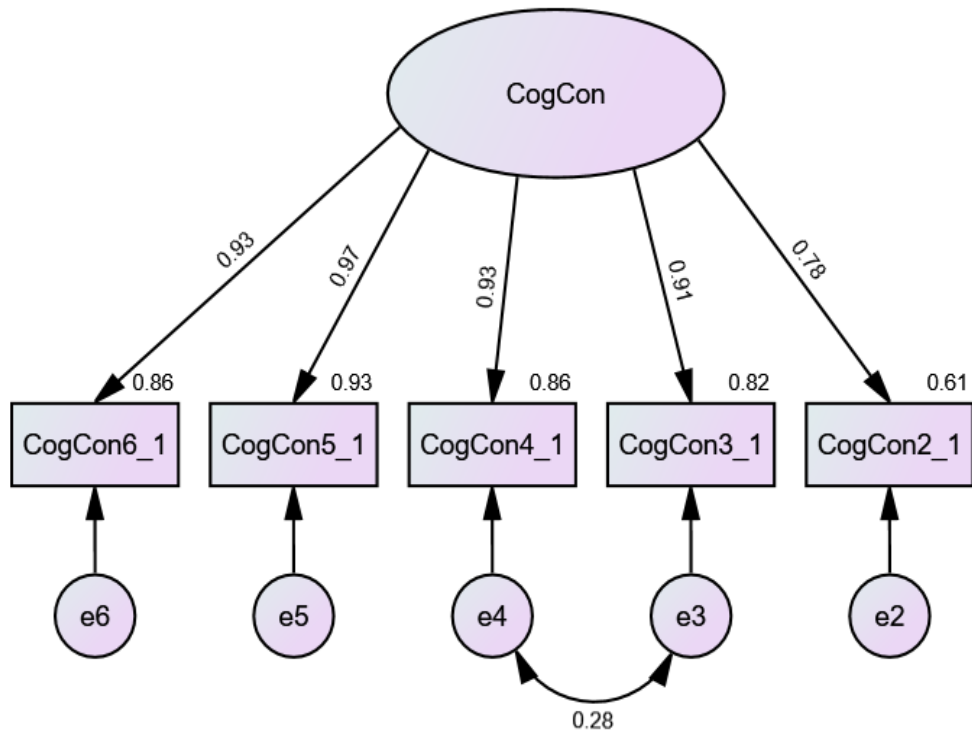 CogCon
0.93
0.97
0.93
0.91
0.78
0.86
0.93
0.86
0.82
0.61
CogCon6_1
CogCon5_1
CogCon4_1
CogCon3_1
CogCon2_1
e6
e5
e4
e3
e2
0.28